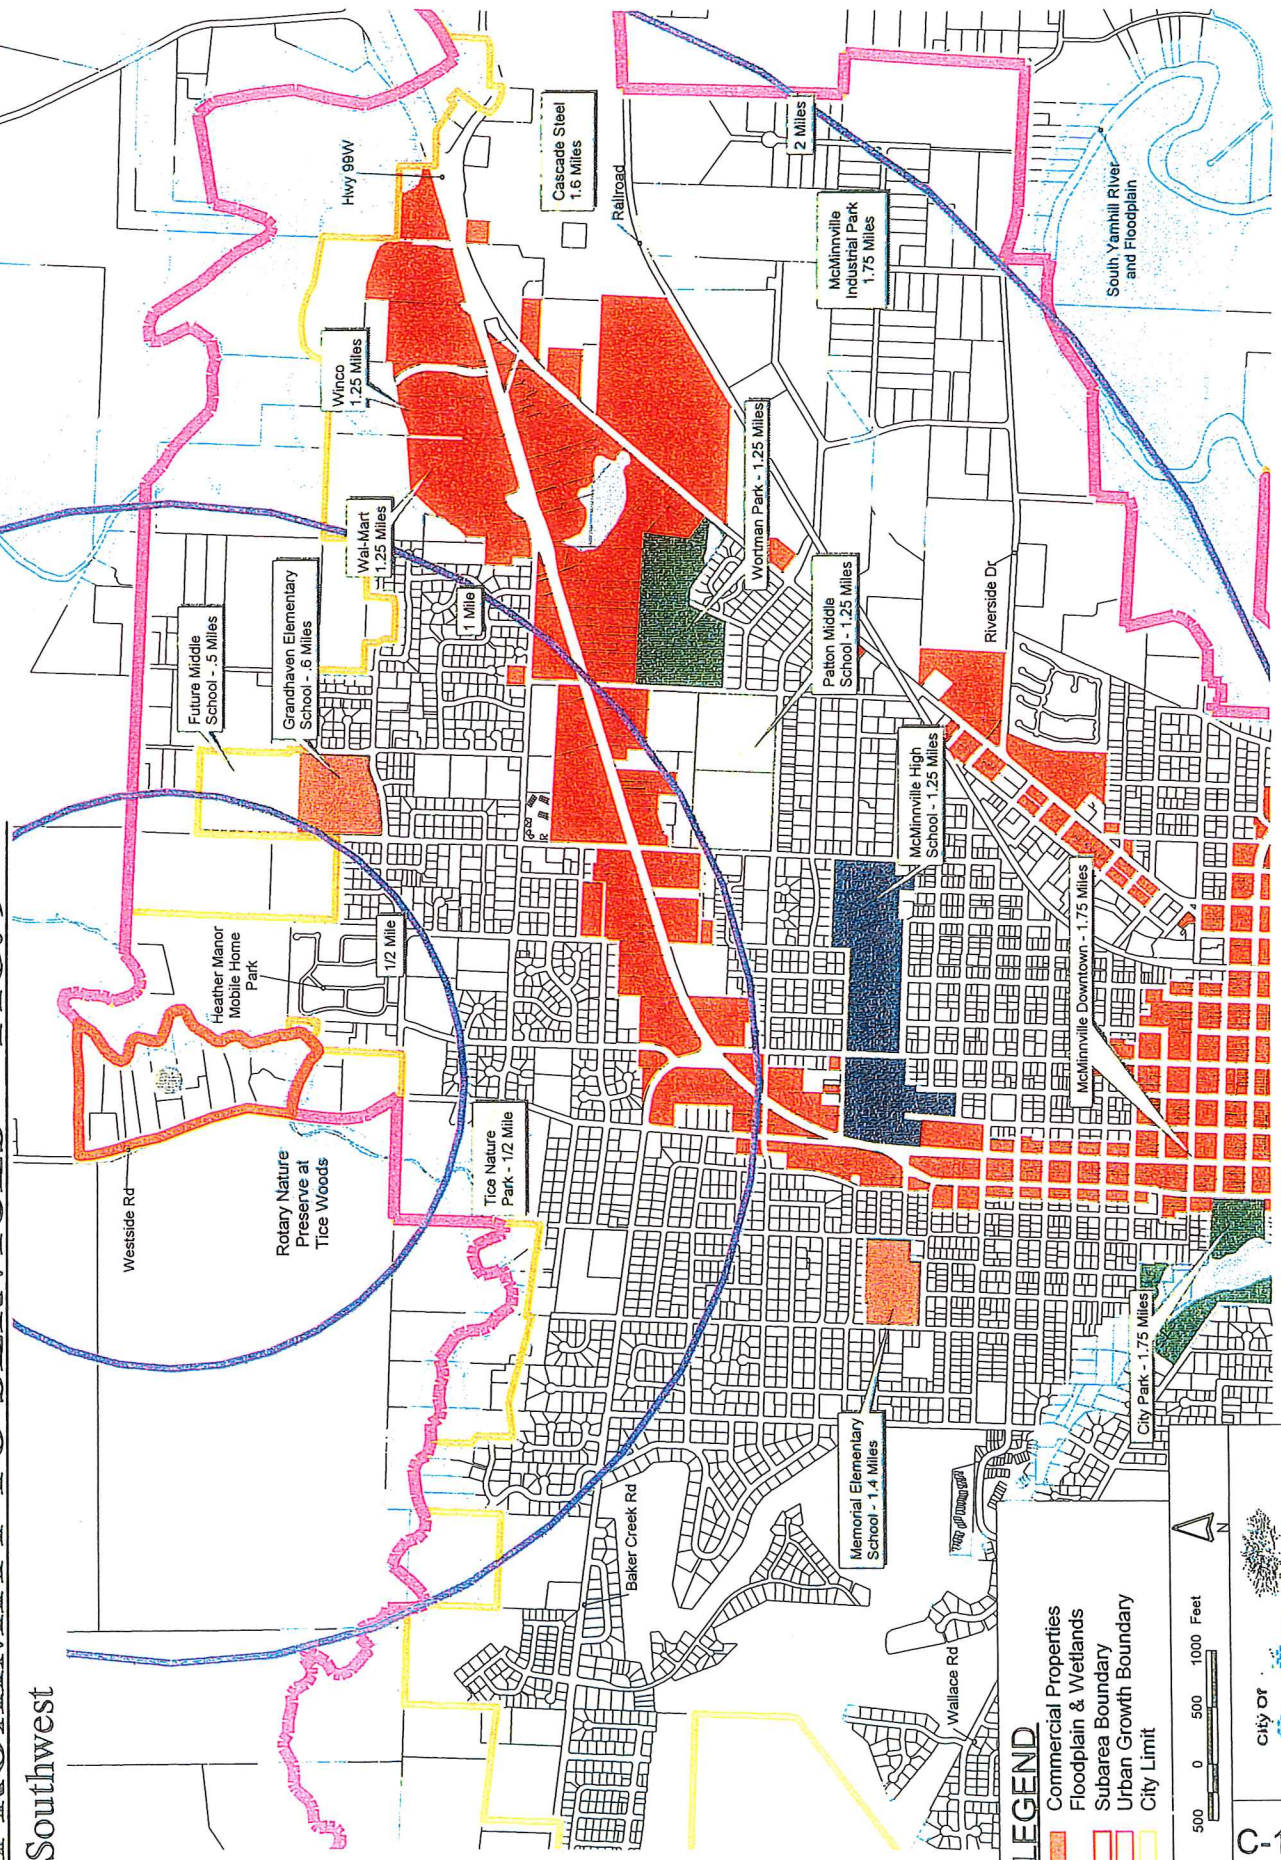 Southwest
Hwy 99W
Cascade Steel
1.6 Miles
Railroad
2 Miles
McMinnville
Industrial Park
1.75 Miles
South Yamhill River
and Floodplain
Winco
1.25 Miles
Wal-Mart
1.25 Miles
Wortman Park - 1.25 Miles
1 Mile
Future Middle
School - .5 Miles
Grandhaven Elementary
School - .6 Miles
Patton Middle
School - 1.25 Miles
Riverside Dr
McMinnville High
School - 1.25 Miles
Heather Manor
Mobile Home
Park
1/2 Mile
McMinnville Downtown - 1.75 Miles
Westside Rd
Rotary Nature
Preserve at
Tice Woods
Tice Nature
Park - 1/2 Mile
City Park - 1.75 Miles
Memorial Elementary
School - 1.4 Miles
Baker Creek Rd
Wallace Rd
LEGEND
Commercial Properties
Floodplain & Wetlands
Subarea Boundary
Urban Growth Boundary
City Limit
N
500 0 500 1000 Feet
City Of